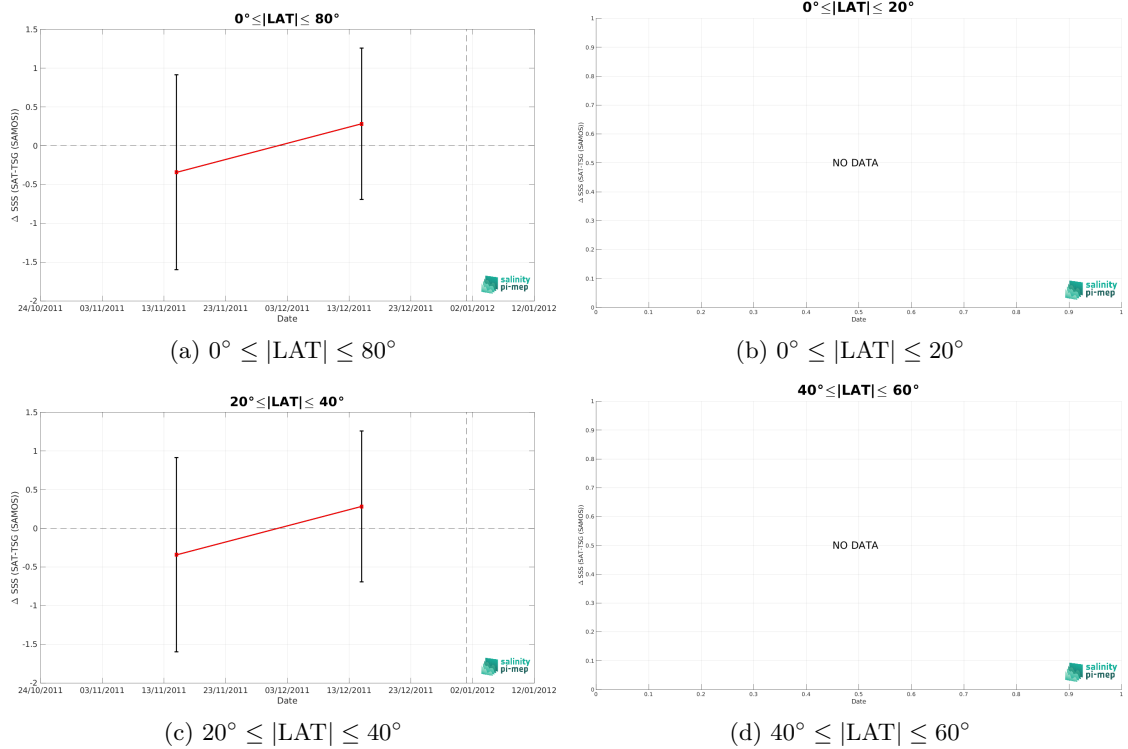 0°≤|LAT|≤ 80°
1.5
1
0.5
0
-0.5
-1
-1.5
-2
Δ SSS (SAT-TSG (SAMOS))
24/10/2011 03/11/2011 13/11/2011 23/11/2011 03/12/2011 13/12/2011 23/12/2011 02/01/2012 12/01/2012
Date
salinity
pi-mep
(a) 0° ≤ |LAT| ≤ 80°
0°≤|LAT|≤ 20°
1
0.9
0.8
0.7
0.6
0.5
0.4
0.3
0.2
0.1
0
Δ SSS (SAT-TSG (SAMOS))
NO DATA
0 0.1 0.2 0.3 0.4 0.5 0.6 0.7 0.8 0.9 1
Date
salinity
pi-mep
(b) 0° ≤ |LAT| ≤ 20°
20°≤|LAT|≤ 40°
1.5
1
0.5
0
-0.5
-1
-1.5
-2
Δ SSS (SAT-TSG (SAMOS))
24/10/2011 03/11/2011 13/11/2011 23/11/2011 03/12/2011 13/12/2011 23/12/2011 02/01/2012 12/01/2012
Date
salinity
pi-mep
(c) 20° ≤ |LAT| ≤ 40°
40°≤|LAT|≤ 60°
1
0.9
0.8
0.7
0.6
0.5
0.4
0.3
0.2
0.1
0
Δ SSS (SAT-TSG (SAMOS))
NO DATA
0 0.1 0.2 0.3 0.4 0.5 0.6 0.7 0.8 0.9 1
Date
salinity
pi-mep
(d) 40° ≤ |LAT| ≤ 60°